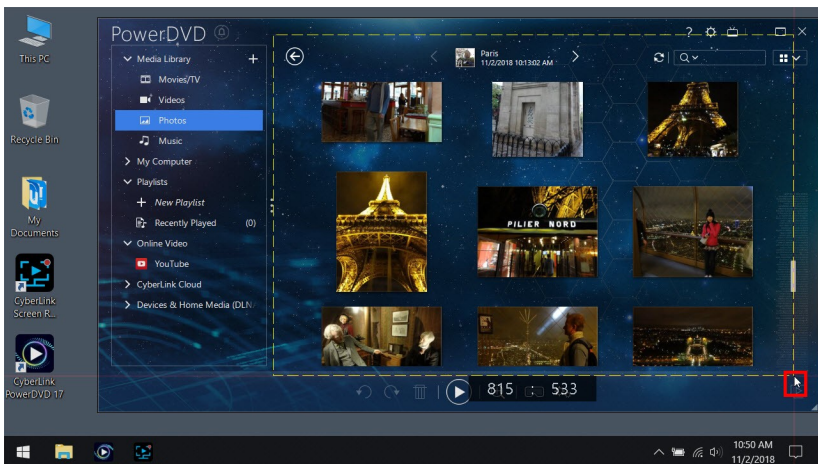 This PC
Recycle Bin
My
Documents
CyberLink
Screen R...
CyberLink
PowerDVD 17
PowerDVD
Media Library
Movies/TV
Videos
Photos
Music
My Computer
Playlists
New Playlist
Recently Played (0)
Online Video
YouTube
CyberLink Cloud
Devices & Home Media (DLN
Paris
11/2/2018 10:13:02 AM
PILIER NORD
815 : 533
10:50 AM
11/2/2018